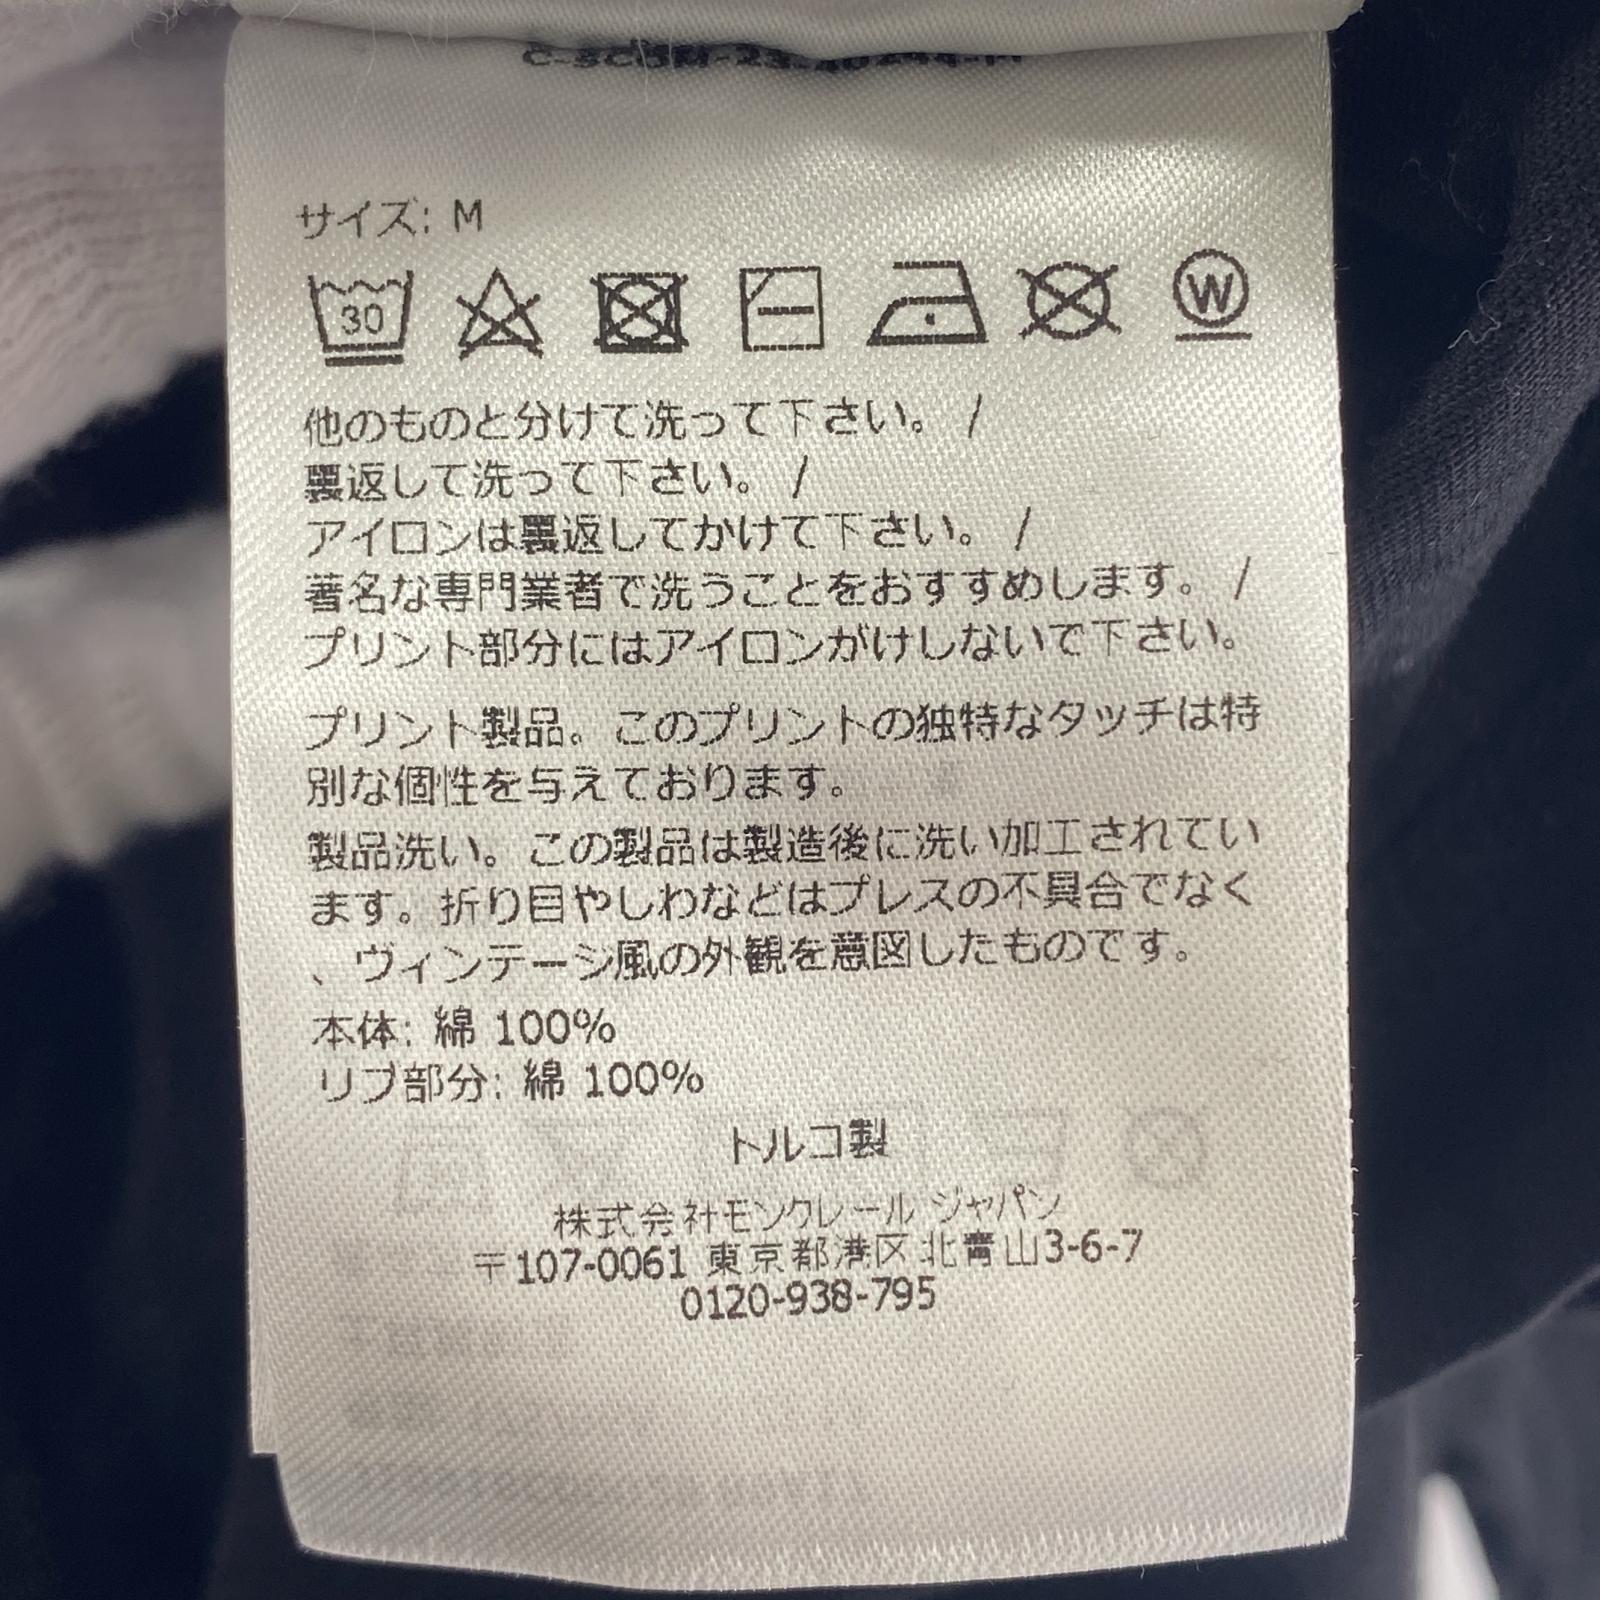 サイズ: M
30
W
他のものと分けて洗って下さい。 /
裏返して洗って下さい。 /
アイロンは裏返してかけて下さい。 /
著名な専門業者で洗うことをおすすめします。 /
プリント部分にはアイロンがけしないで下さい。
プリント製品。このプリントの独特なタッチは特
別な個性を与えております。
製品洗い。この製品は製造後に洗い加工されてい
ます。折り目やしわなどはプレスの不具合でなく
、ヴィンテージ風の外観を意図したものです。
本体: 綿 100%
リブ部分: 綿 100%
トルコ製
株式会社モンクレール ジャパン
〒107-0061 東京都港区北青山3-6-7
0120-938-795